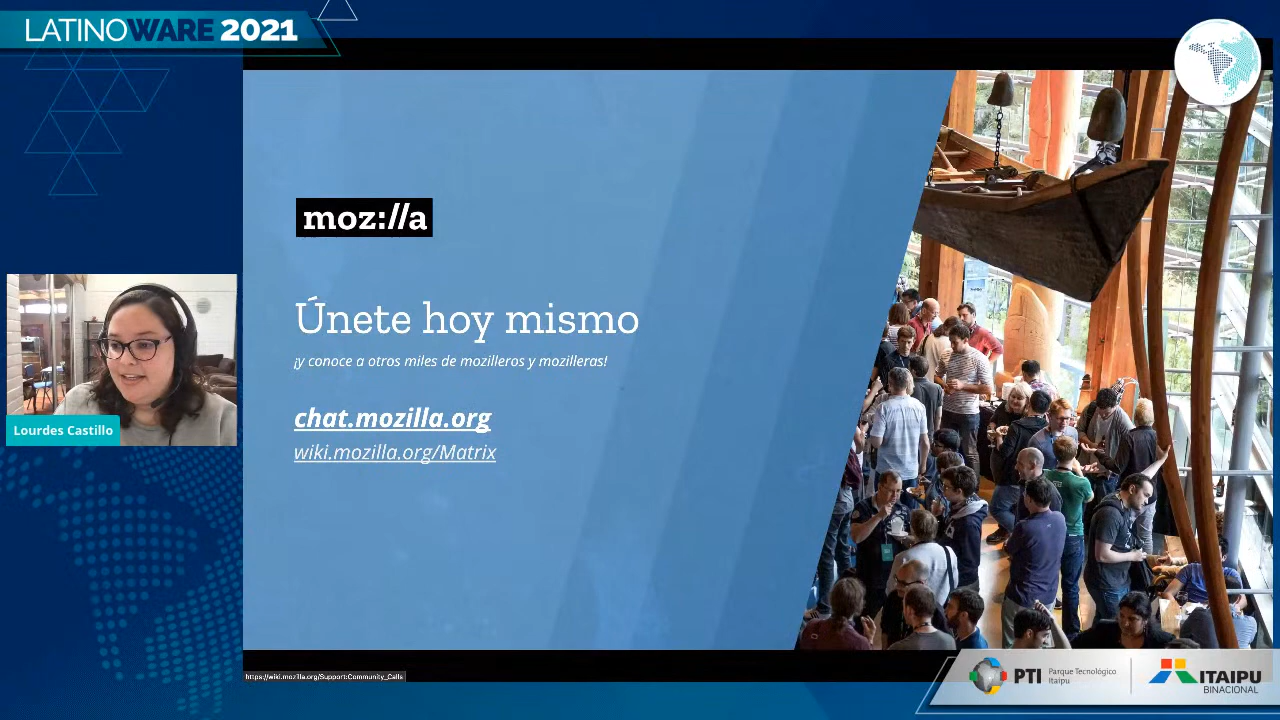 LATINOWARE 2021
moz://a
Únete hoy mismo
¡y conoce a otros miles de mozilleros y mozilleras!
chat.mozilla.org
wiki.mozilla.org/Matrix
Lourdes Castillo
https://wiki.mozilla.org/Support:Community_Calls
PTI
Parque Tecnológico
Itaipu
ITAIPU
BINACIONAL